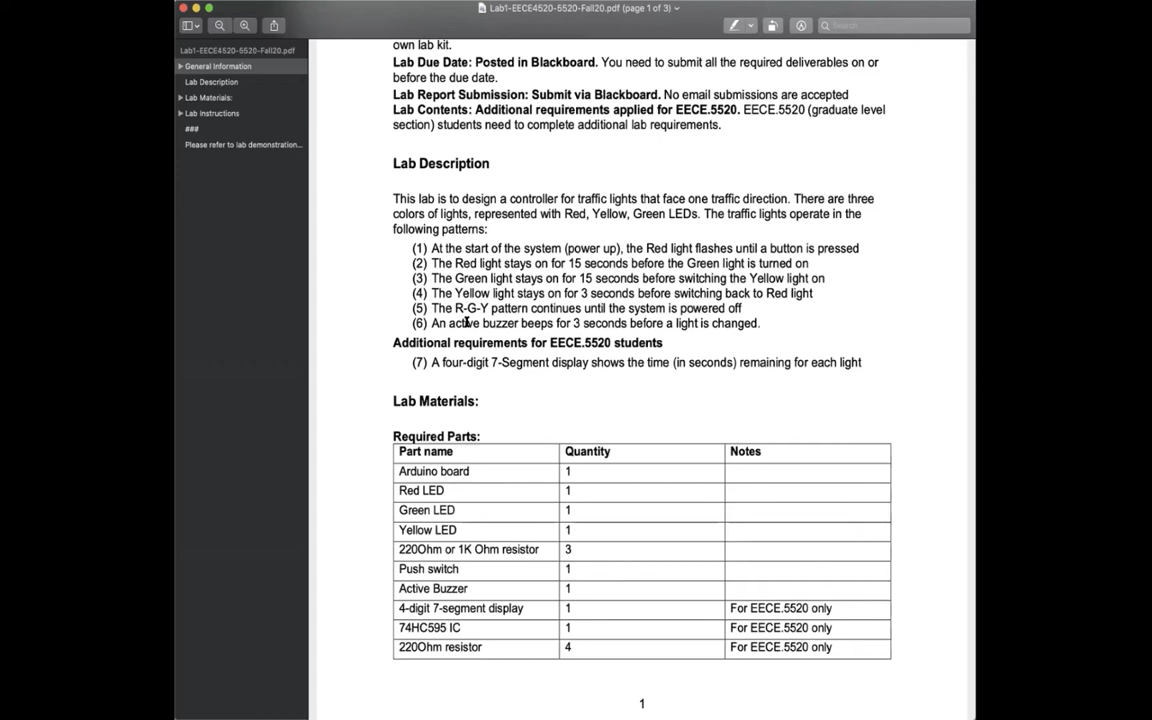 Lab1-EECE4520-5520-Fall20.pdf (page 1 of 3)
Search
Lab1-EECE4520-5520-Fall20.pdf
General Information
Lab Description
Lab Materials:
Lab Instructions
###
Please refer to lab demonstration...
own lab kit.
Lab Due Date: Posted in Blackboard. You need to submit all the required deliverables on or
before the due date.
Lab Report Submission: Submit via Blackboard. No email submissions are accepted
Lab Contents: Additional requirements applied for EECE.5520. EECE.5520 (graduate level
section) students need to complete additional lab requirements.
Lab Description
This lab is to design a controller for traffic lights that face one traffic direction. There are three
colors of lights, represented with Red, Yellow, Green LEDs. The traffic lights operate in the
following patterns:
(1) At the start of the system (power up), the Red light flashes until a button is pressed
(2) The Red light stays on for 15 seconds before the Green light is turned on
(3) The Green light stays on for 15 seconds before switching the Yellow light on
(4) The Yellow light stays on for 3 seconds before switching back to Red light
(5) The R-G-Y pattern continues until the system is powered off
(6) An active buzzer beeps for 3 seconds before a light is changed.
Additional requirements for EECE.5520 students
(7) A four-digit 7-Segment display shows the time (in seconds) remaining for each light
Lab Materials:
Required Parts:
Part name Quantity Notes
Arduino board 1
Red LED 1
Green LED 1
Yellow LED 1
220Ohm or 1K Ohm resistor 3
Push switch 1
Active Buzzer 1
4-digit 7-segment display 1 For EECE.5520 only
74HC595 IC 1 For EECE.5520 only
220Ohm resistor 4 For EECE.5520 only
1